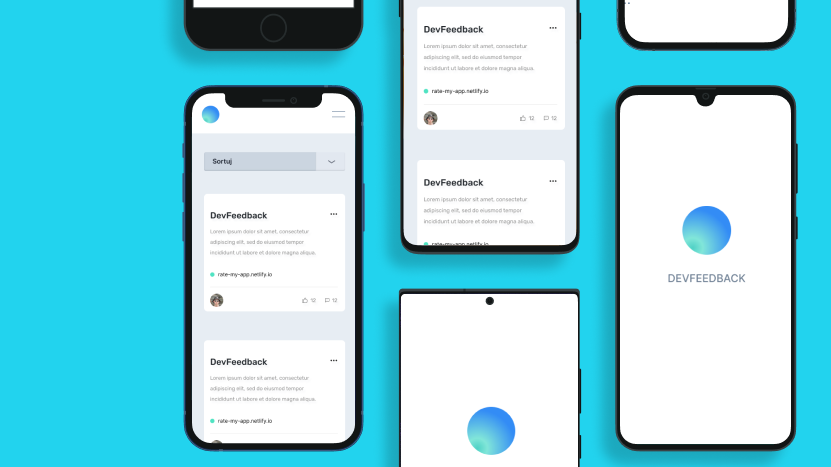 Sortuj
DevFeedback
Lorem ipsum dolor sit amet, consectetur
adipiscing elit, sed do eiusmod tempor
incididunt ut labore et dolore magna aliqua.
rate-my-app.netlify.io
12 12
DevFeedback
Lorem ipsum dolor sit amet, consectetur
adipiscing elit, sed do eiusmod tempor
incididunt ut labore et dolore magna aliqua.
rate-my-app.netlify.io
DevFeedback
Lorem ipsum dolor sit amet, consectetur
adipiscing elit, sed do eiusmod tempor
incididunt ut labore et dolore magna aliqua.
rate-my-app.netlify.io
12 12
DevFeedback
Lorem ipsum dolor sit amet, consectetur
adipiscing elit, sed do eiusmod tempor
incididunt ut labore et dolore magna aliqua.
rate-my-app.netlify.io
DEVFEEDBACK